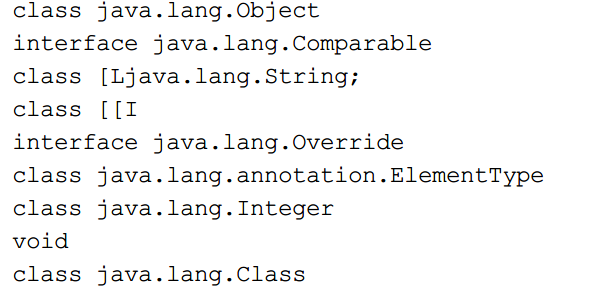 class java.lang.Object
interface java.lang.Comparable
class [Ljava.lang.String;
class [[I
interface java.lang.Override
class java.lang.annotation.ElementType
class java.lang.Integer
void
class java.lang.Class